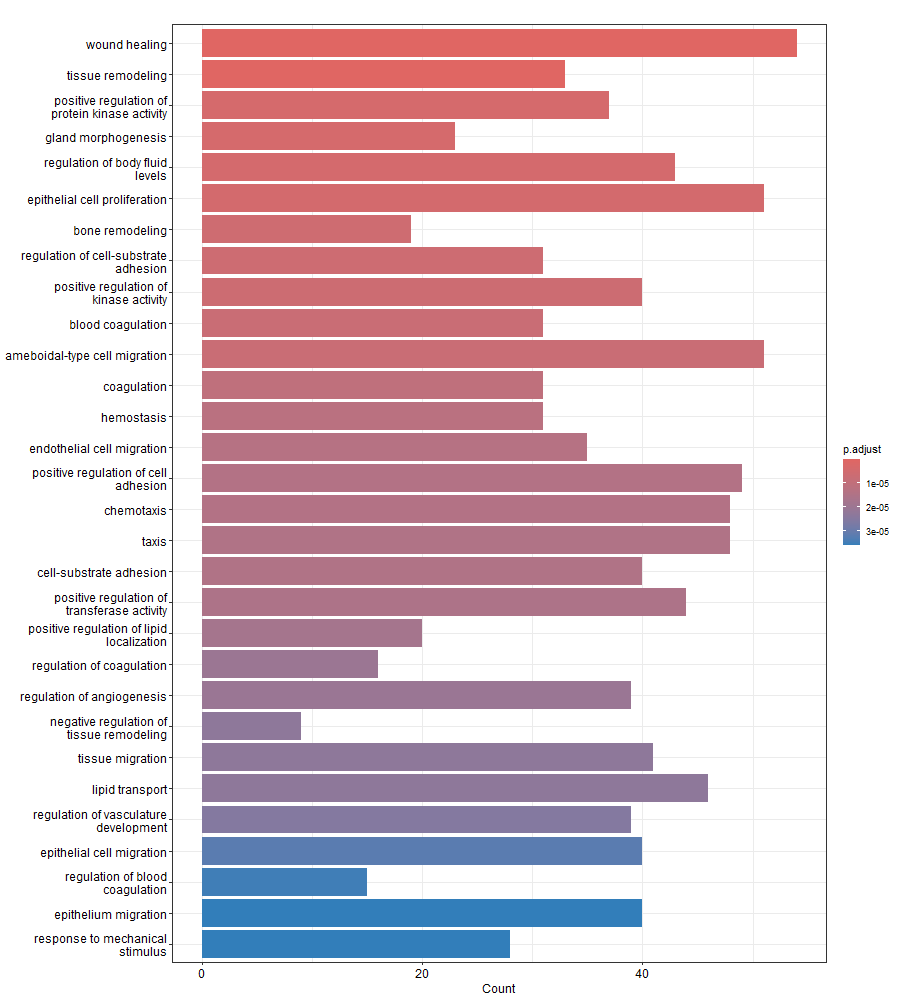 wound healing
tissue remodeling
positive regulation of
protein kinase activity
gland morphogenesis
regulation of body fluid
levels
epithelial cell proliferation
bone remodeling
regulation of cell-substrate
adhesion
positive regulation of
kinase activity
blood coagulation
ameboidal-type cell migration
coagulation
hemostasis
endothelial cell migration
positive regulation of cell
adhesion
chemotaxis
taxis
cell-substrate adhesion
positive regulation of
transferase activity
positive regulation of lipid
localization
regulation of coagulation
regulation of angiogenesis
negative regulation of
tissue remodeling
tissue migration
lipid transport
regulation of vasculature
development
epithelial cell migration
regulation of blood
coagulation
epithelium migration
response to mechanical
stimulus
0 20 40
Count
p.adjust
1e-05
2e-05
3e-05